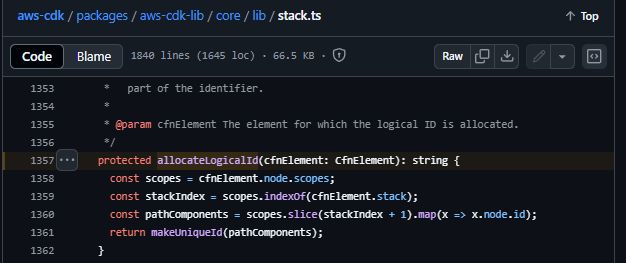 aws-cdk / packages / aws-cdk-lib / core / lib / stack.ts
Top
Code Blame 1840 lines (1645 loc) · 66.5 KB · Raw
1353 *   part of the identifier.
1354 *
1355 * @param cfnElement The element for which the logical ID is allocated.
1356 */
1357 protected allocateLogicalId(cfnElement: CfnElement): string {
1358 const scopes = cfnElement.node.scopes;
1359 const stackIndex = scopes.indexOf(cfnElement.stack);
1360 const pathComponents = scopes.slice(stackIndex + 1).map(x => x.node.id);
1361 return makeUniqueId(pathComponents);
1362 }